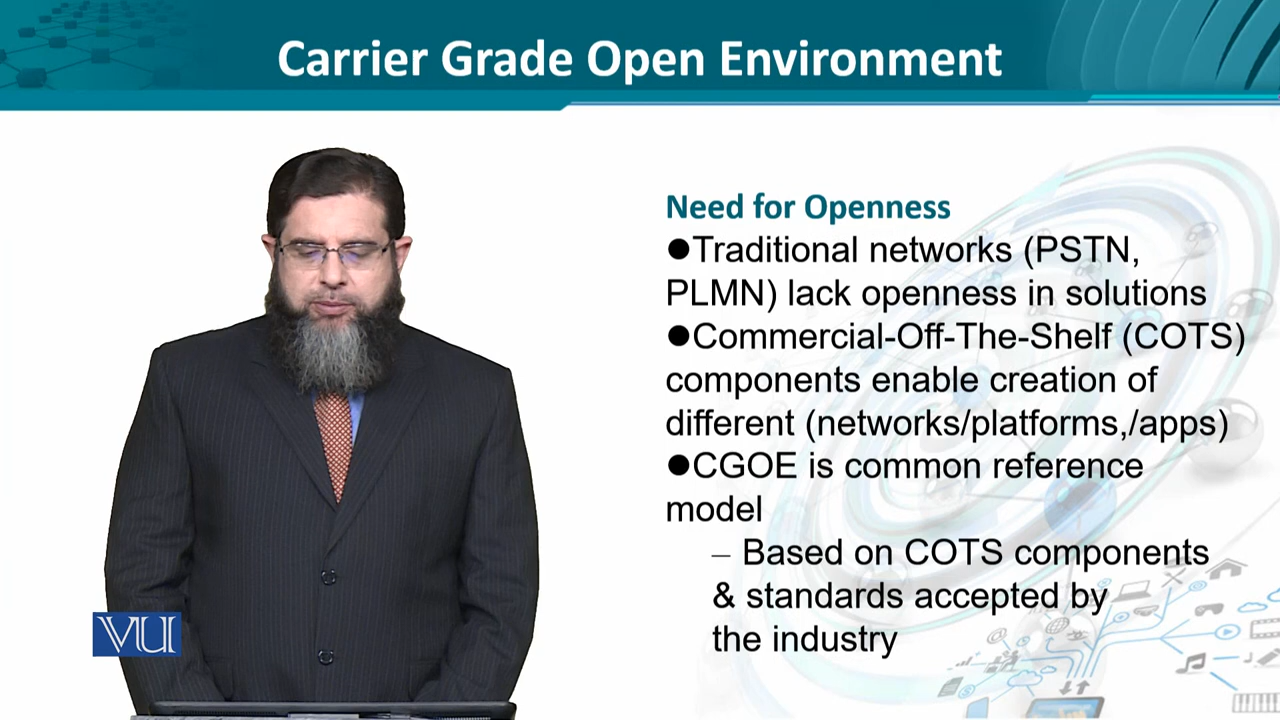 Carrier Grade Open Environment
Need for Openness
●Traditional networks (PSTN,
PLMN) lack openness in solutions
●Commercial-Off-The-Shelf (COTS)
components enable creation of
different (networks/platforms,/apps)
●CGOE is common reference
model
– Based on COTS components
& standards accepted by
the industry
VU